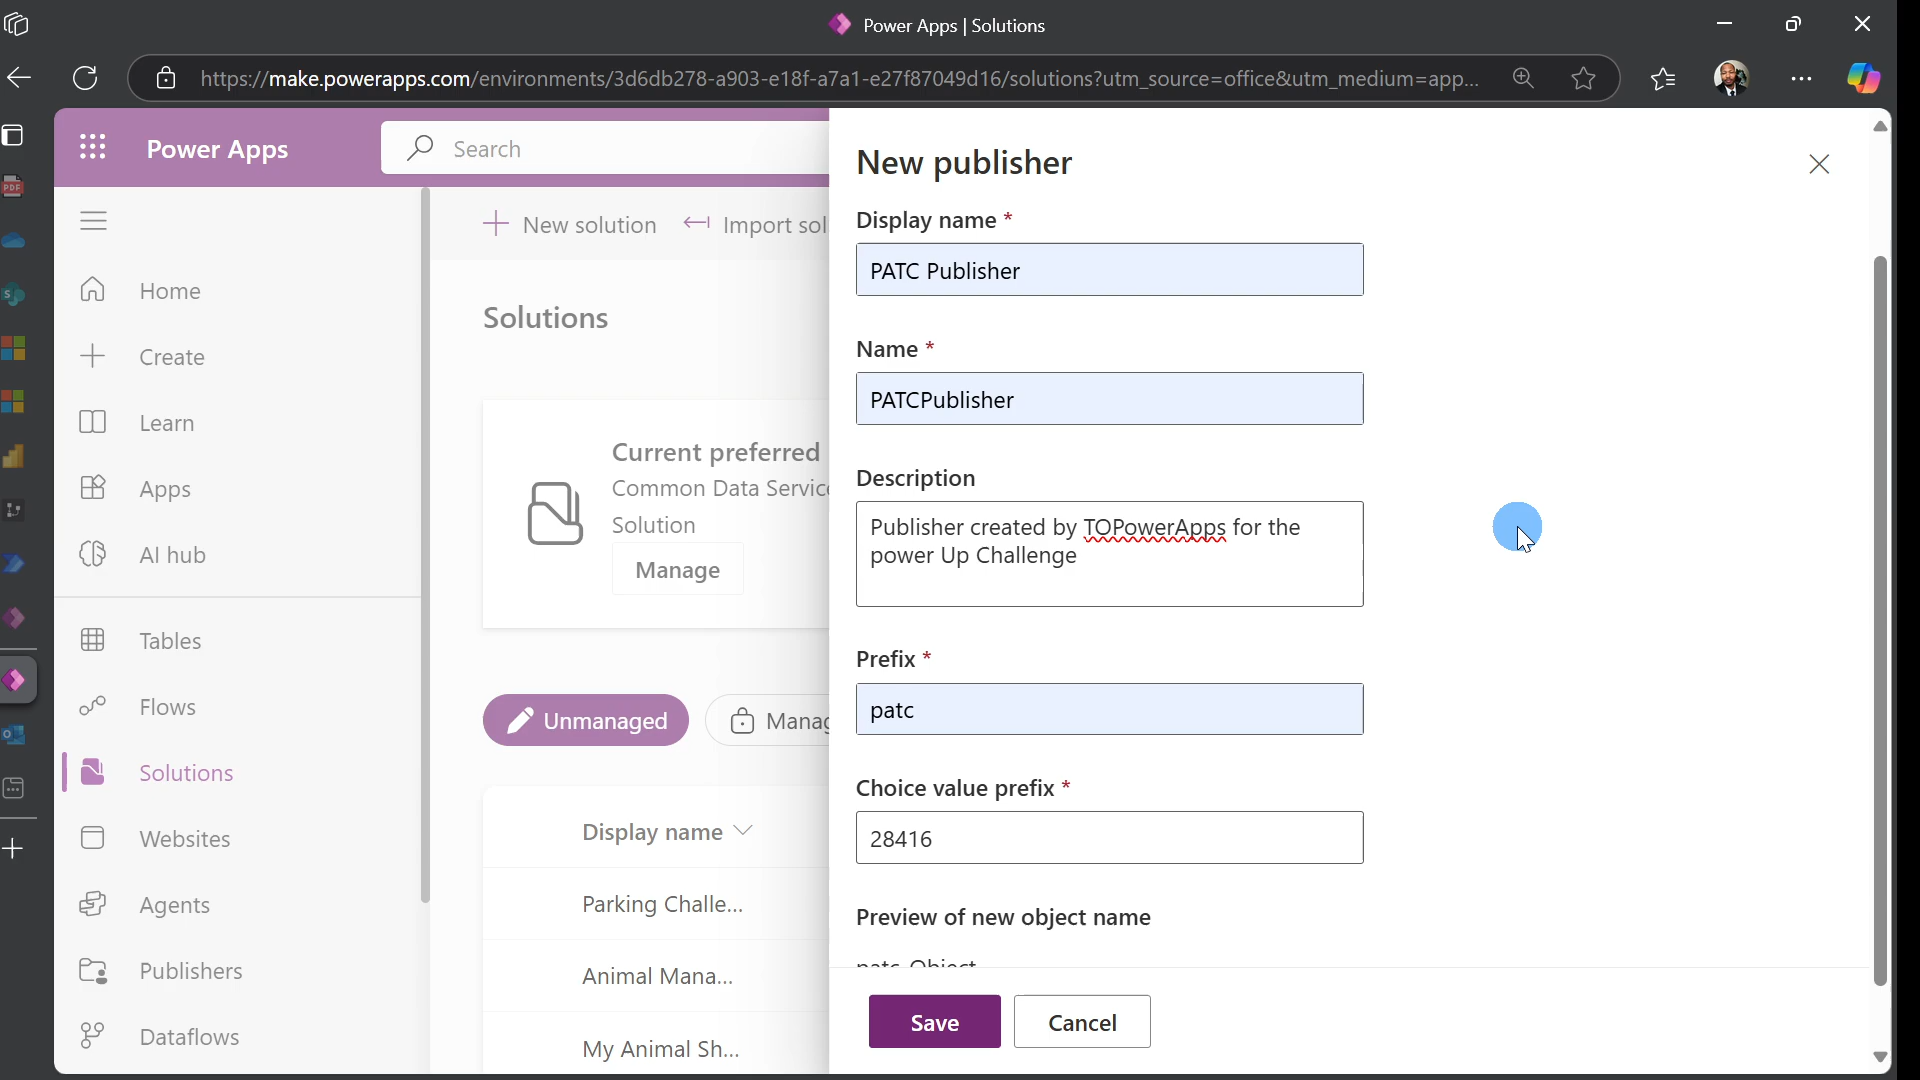 Power Apps | Solutions
https://make.powerapps.com/environments/3d6db278-a903-e18f-a7a1-e27f87049d16/solutions?utm_source=office&utm_medium=app...
Power Apps
Search
Home
Create
Learn
Apps
AI hub
Tables
Flows
Solutions
Websites
Agents
Publishers
Dataflows
New solution
Import sol
Solutions
Current preferred
Common Data Service
Solution
Manage
Unmanaged
Manag
Display name
Parking Challe...
Animal Mana...
My Animal Sh...
New publisher
Display name *
PATC Publisher
Name *
PATCPublisher
Description
Publisher created by TOPowerApps for the
power Up Challenge
Prefix *
patc
Choice value prefix *
28416
Preview of new object name
patc_Object
Save
Cancel
PDF